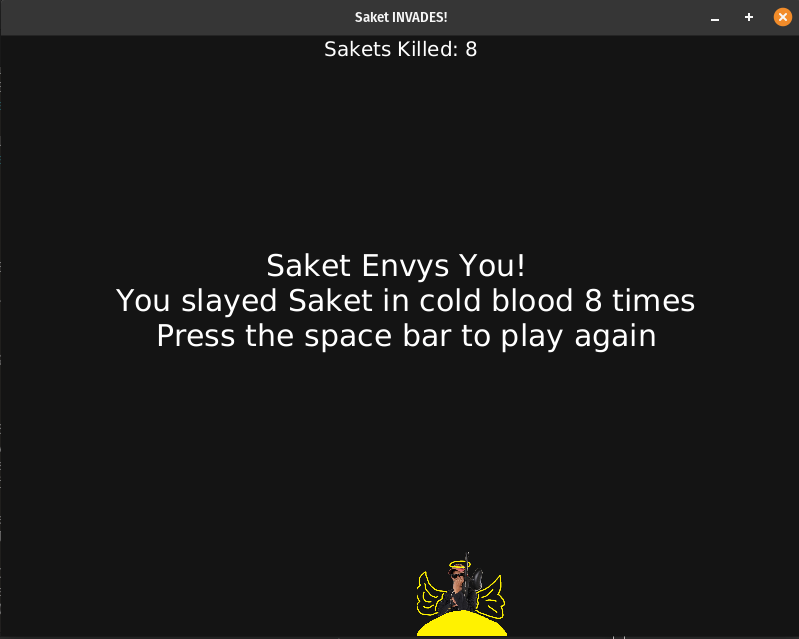 Saket INVADES!
Sakets Killed: 8
Saket Envys You!
You slayed Saket in cold blood 8 times
Press the space bar to play again